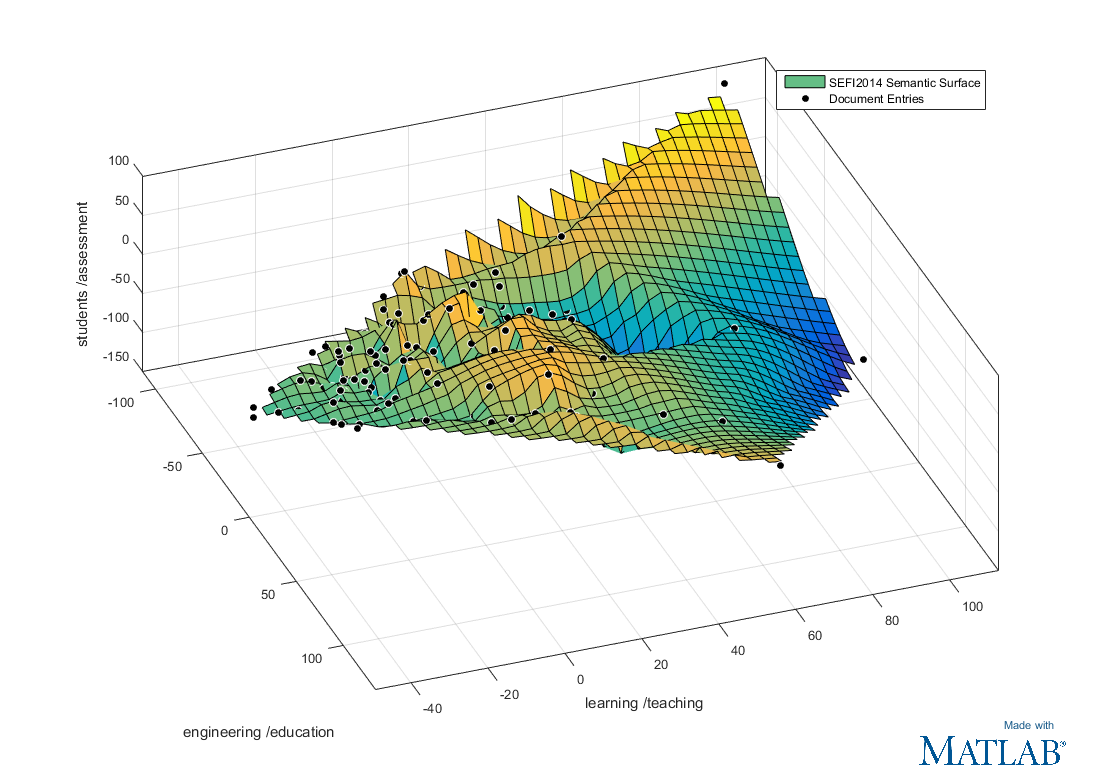 SEFI2014 Semantic Surface
Document Entries
100
50
0
-50
-100
-150
students /assessment
-100
-50
0
50
100
engineering /education
-40
-20
0
20
40
60
80
100
learning /teaching
Made with
MATLAB®